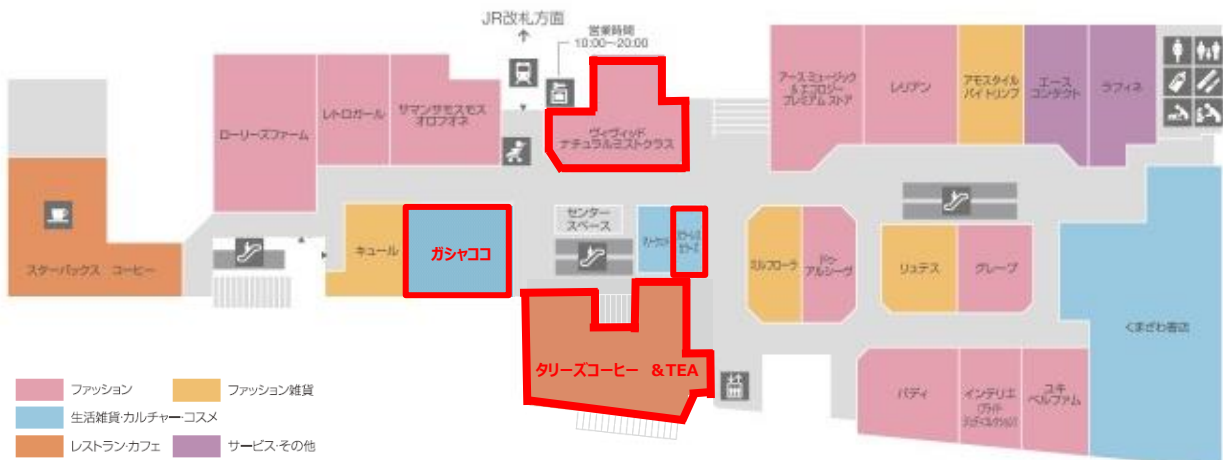 JR改札方面
営業時間
10:00~20:00
ローリーズファーム
レトロガール
サマンサモスモス
オロフオネ
ヴィヴィッド
ナチュラルミストクラス
アース ミュージック
& エコロジー
プレミアム ストア
レリアン
アモスタイル
バイ トリンプ
エース
コンタクト
ラフィネ
スターバックス コーヒー
キュール
ガシャココ
センター
スペース
ミルフローラ
ドゥ
アルシーヴ
リュテス
グレープ
くまざわ書店
タリーズコーヒー &TEA
パディ
インデリエ
ユキ
ベルファム
ファッション
ファッション雑貨
生活雑貨・カルチャー・コスメ
レストラン・カフェ
サービス・その他